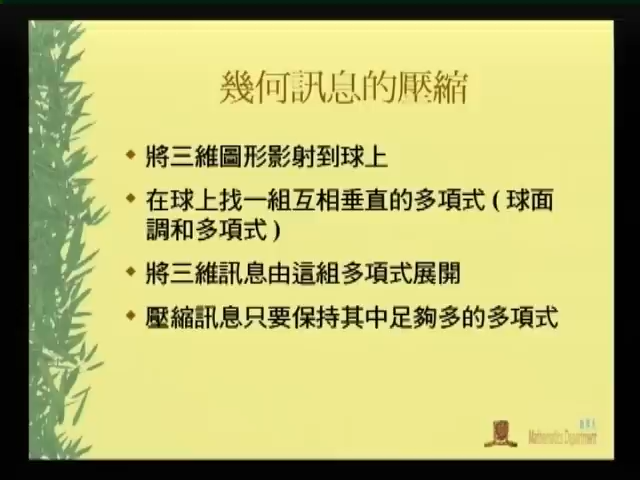 幾何訊息的壓縮
將三維圖形影射到球上
在球上找一組互相垂直的多項式 ( 球面
調和多項式 )
將三維訊息由這組多項式展開
壓縮訊息只要保持其中足夠多的多項式
Mathematics Department